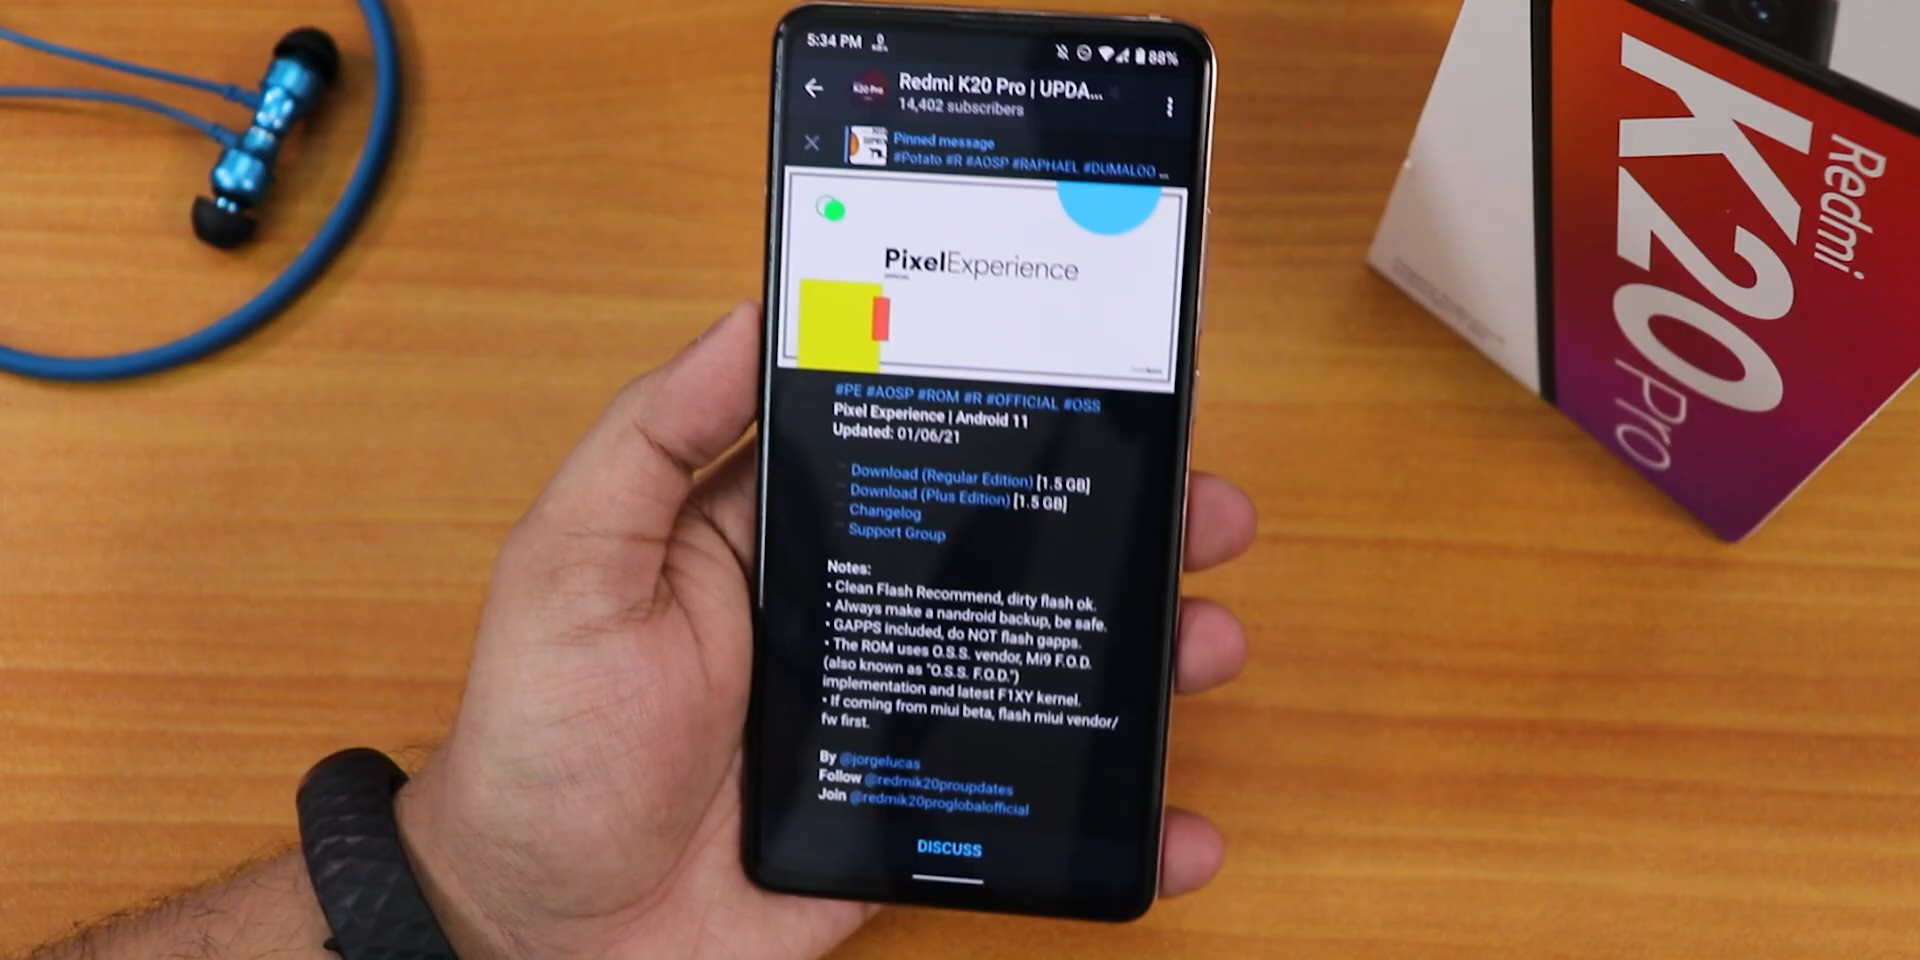 5:34 PM
88%
Redmi K20 Pro | UPDA...
14,402 subscribers
Pinned message
#Potato #R #AOSP #RAPHAEL #DUMALOO ...
PixelExperience
#PE #AOSP #ROM #R #OFFICIAL #OSS
Pixel Experience | Android 11
Updated: 01/06/21
Download (Regular Edition) [1.5 GB]
Download (Plus Edition) [1.5 GB]
Changelog
Support Group
Notes:
• Clean Flash Recommend, dirty flash ok.
• Always make a nandroid backup, be safe.
• GAPPS included, do NOT flash gapps.
• The ROM uses O.S.S. vendor, Mi9 F.O.D.
(also known as "O.S.S. F.O.D.")
implementation and latest F1XY kernel.
• If coming from miui beta, flash miui vendor/
fw first.
By @jorgelucas
Follow @redmik20proupdates
Join @redmik20proglobalofficial
DISCUSS
Redmi
K20
Pro